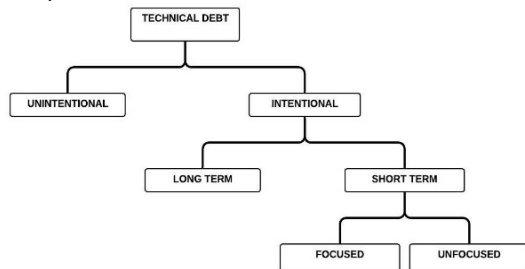 TECHNICAL DEBT
UNINTENTIONAL
INTENTIONAL
LONG TERM
SHORT TERM
FOCUSED
UNFOCUSED